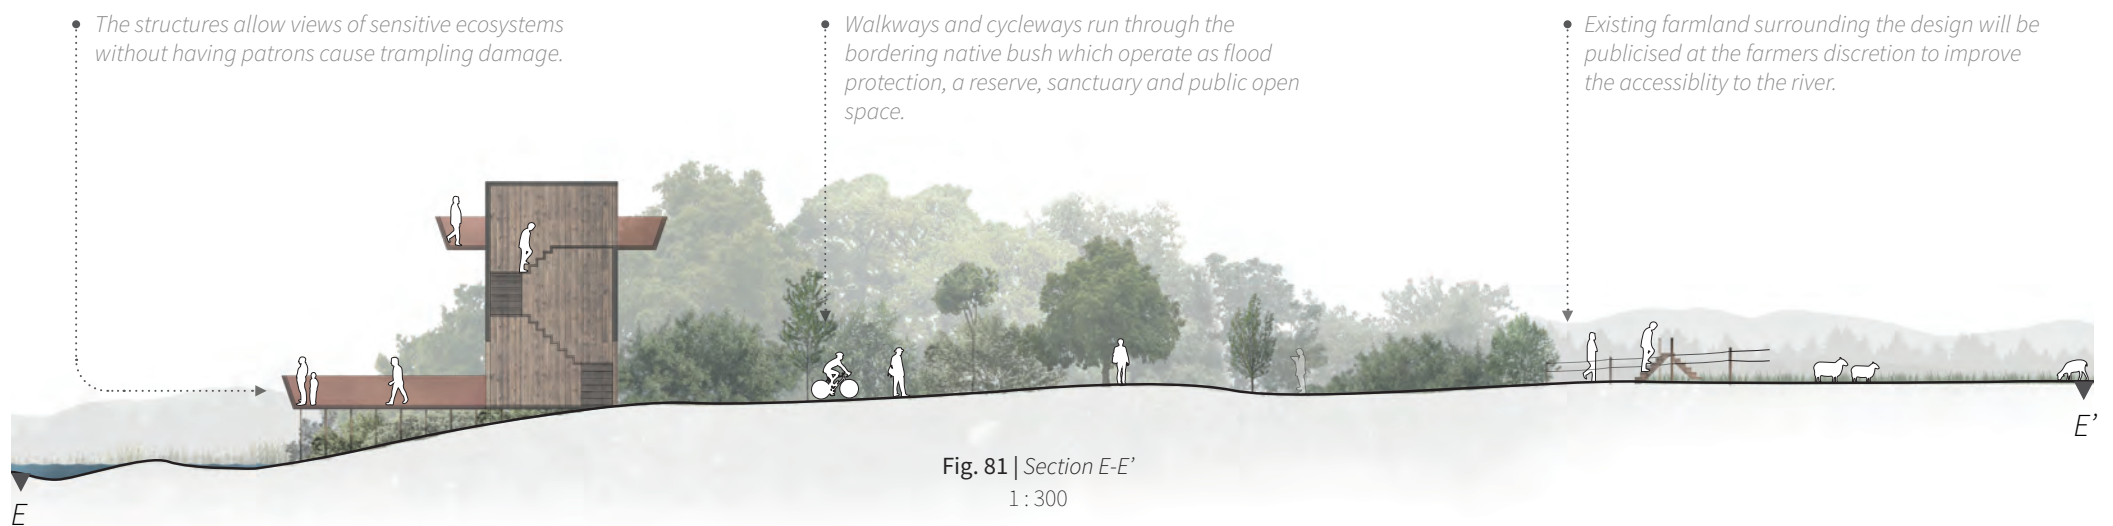 The structures allow views of sensitive ecosystems
without having patrons cause trampling damage.
Walkways and cycleways run through the
bordering native bush which operate as flood
protection, a reserve, sanctuary and public open
space.
Existing farmland surrounding the design will be
publicised at the farmers discretion to improve
the accessiblity to the river.
E
E’
Fig. 81 | Section E-E’
1 : 300